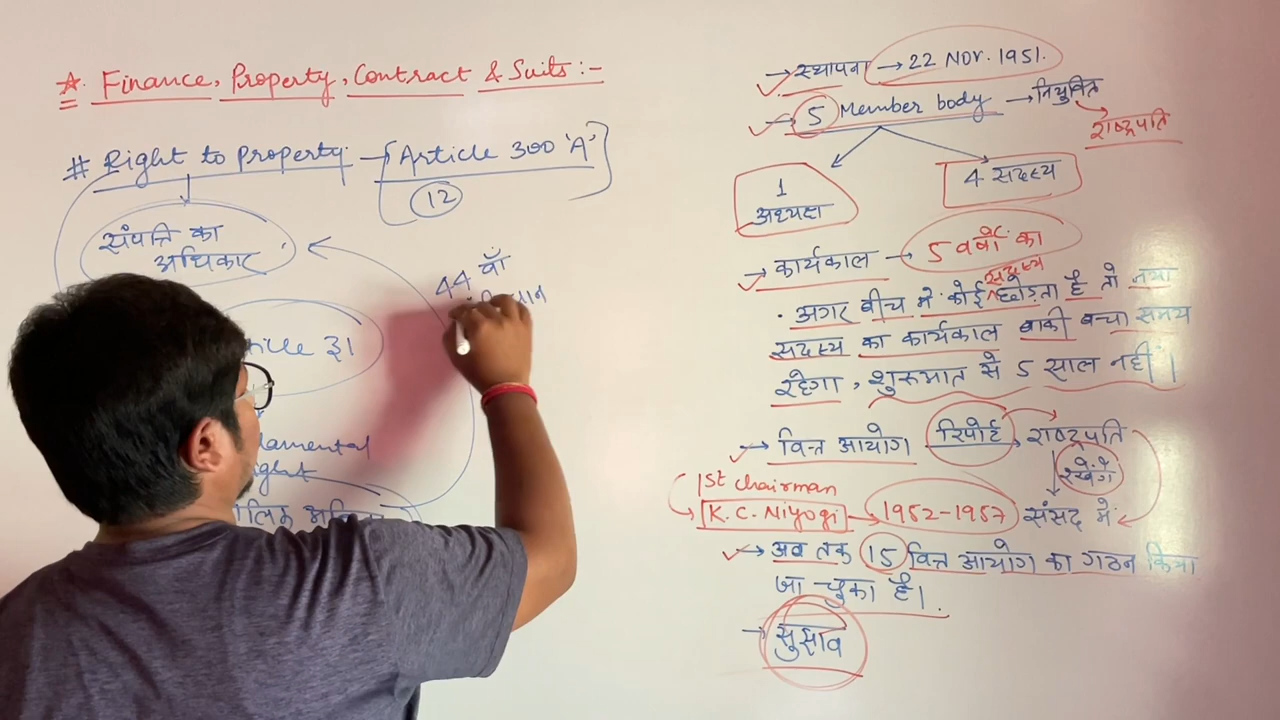 ☆. Finance, Property, Contract & Suits:-
# Right to Property - [Article 300 'A']
12
संपत्ति का
अधिकार
44 वाँ
ticle 31
damental
ight
→ स्थापना → 22 NOV. 1951.
→ 5 Member body → नियुक्ति
→ राष्ट्रपति
1
अध्यक्ष
4 सदस्य
→ कार्यकाल → 5 वर्षो का
सदस्य
· अगर बीच में कोई ^ छोड़ता है तो नया
सदस्य का कार्यकाल बाकी बचा समय
रहेगा, शुरूआत से 5 साल नहीं।
→ वित्त आयोग रिपोर्ट → राष्ट्रपति
रखेंगे
1st chairman
K.C. Niyogi → 1952-1957 संसद में
→ अब तक 15 वित्त आयोग का गठन किया
जा चुका है।
→ सुझाव